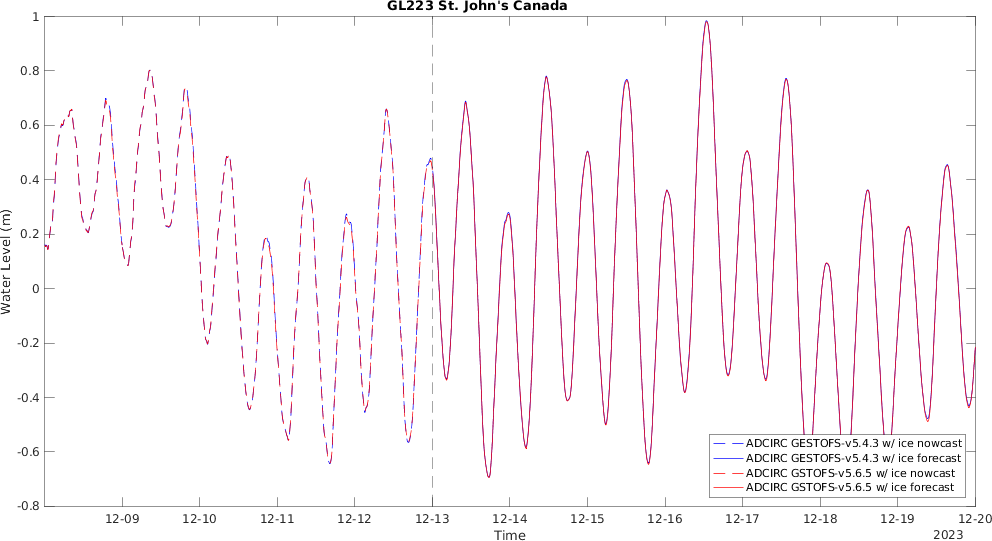 GL223 St. John's Canada
Water Level (m)
1
0.8
0.6
0.4
0.2
0
-0.2
-0.4
-0.6
-0.8
12-09 12-10 12-11 12-12 12-13 12-14 12-15 12-16 12-17 12-18 12-19 12-20
Time
2023
ADCIRC GESTOFS-v5.4.3 w/ ice nowcast
ADCIRC GESTOFS-v5.4.3 w/ ice forecast
ADCIRC GSTOFS-v5.6.5 w/ ice nowcast
ADCIRC GSTOFS-v5.6.5 w/ ice forecast